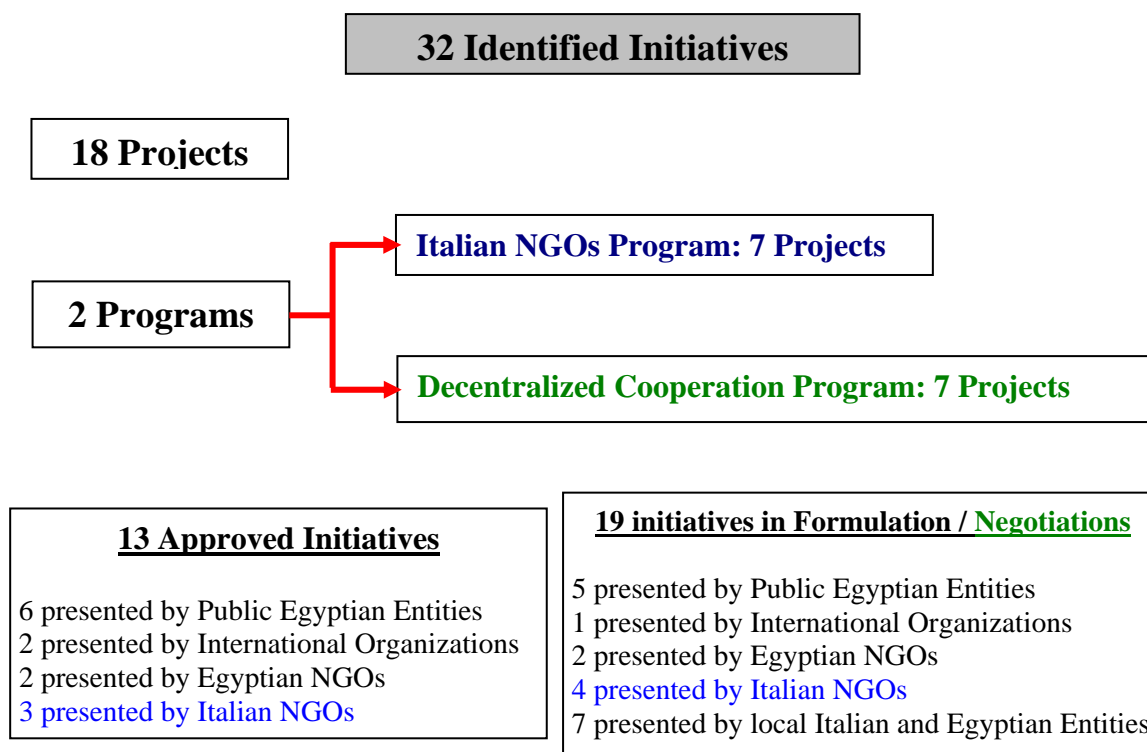 32 Identified Initiatives
18 Projects
Italian NGOs Program: 7 Projects
2 Programs
Decentralized Cooperation Program: 7 Projects
13 Approved Initiatives
6 presented by Public Egyptian Entities
2 presented by International Organizations
2 presented by Egyptian NGOs
3 presented by Italian NGOs
19 initiatives in Formulation / Negotiations
5 presented by Public Egyptian Entities
1 presented by International Organizations
2 presented by Egyptian NGOs
4 presented by Italian NGOs
7 presented by local Italian and Egyptian Entities